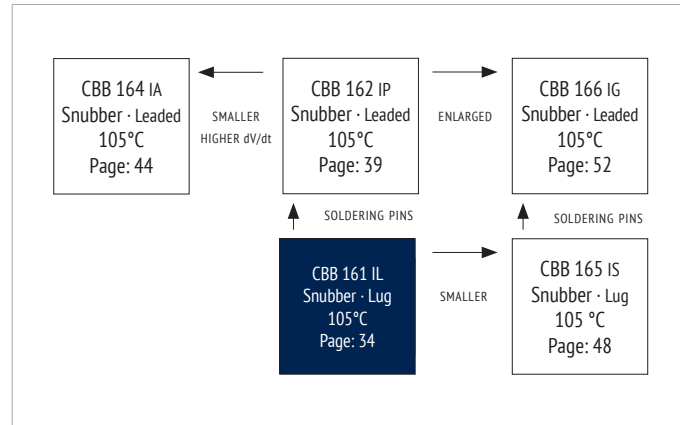 CBB 164 IA
Snubber · Leaded
105°C
Page: 44
SMALLER
HIGHER dV/dt
CBB 162 IP
Snubber · Leaded
105°C
Page: 39
ENLARGED
CBB 166 IG
Snubber · Leaded
105°C
Page: 52
SOLDERING PINS
SOLDERING PINS
CBB 161 IL
Snubber · Lug
105°C
Page: 34
SMALLER
CBB 165 IS
Snubber · Lug
105 °C
Page: 48